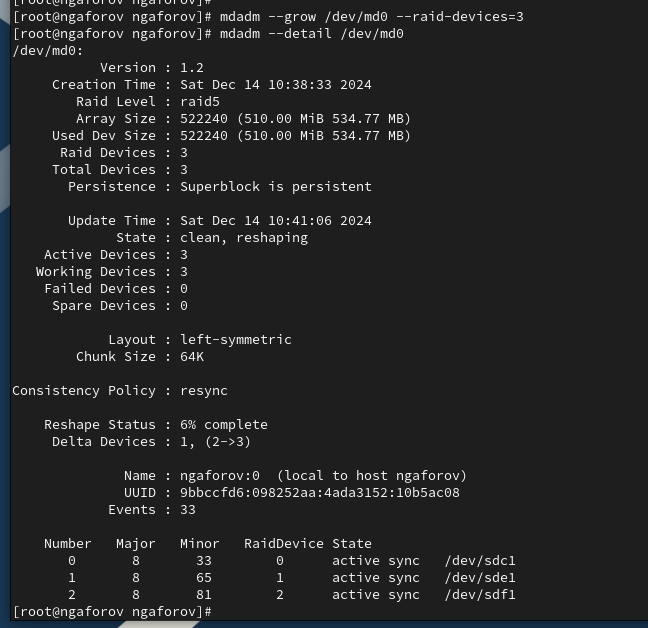 [root@ngaforov ngaforov]#
[root@ngaforov ngaforov]# mdadm --grow /dev/md0 --raid-devices=3
[root@ngaforov ngaforov]# mdadm --detail /dev/md0
/dev/md0:
           Version : 1.2
     Creation Time : Sat Dec 14 10:38:33 2024
        Raid Level : raid5
        Array Size : 522240 (510.00 MiB 534.77 MB)
     Used Dev Size : 522240 (510.00 MiB 534.77 MB)
      Raid Devices : 3
     Total Devices : 3
       Persistence : Superblock is persistent
       Update Time : Sat Dec 14 10:41:06 2024
             State : clean, reshaping
    Active Devices : 3
   Working Devices : 3
    Failed Devices : 0
     Spare Devices : 0
            Layout : left-symmetric
        Chunk Size : 64K
Consistency Policy : resync
    Reshape Status : 6% complete
     Delta Devices : 1, (2->3)
              Name : ngaforov:0  (local to host ngaforov)
              UUID : 9bbccfd6:098252aa:4ada3152:10b5ac08
            Events : 33
    Number   Major   Minor   RaidDevice State
       0       8       33        0      active sync   /dev/sdc1
       1       8       65        1      active sync   /dev/sde1
       2       8       81        2      active sync   /dev/sdf1
[root@ngaforov ngaforov]#